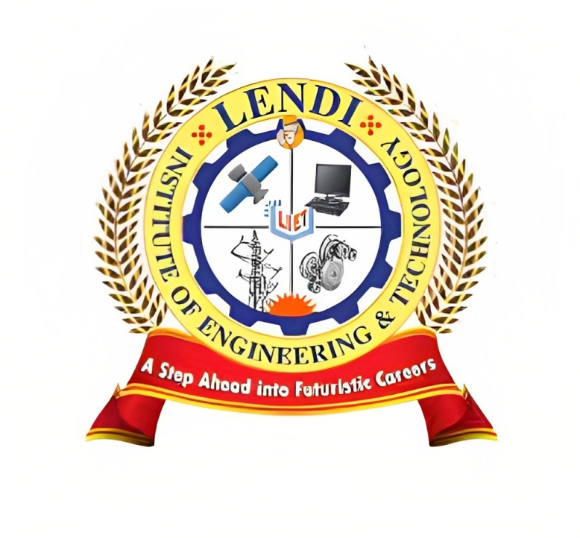 LENDI
INSTITUTE OF ENGINEERING & TECHNOLOGY
LIET
A Step Ahead into Futuristic Careers